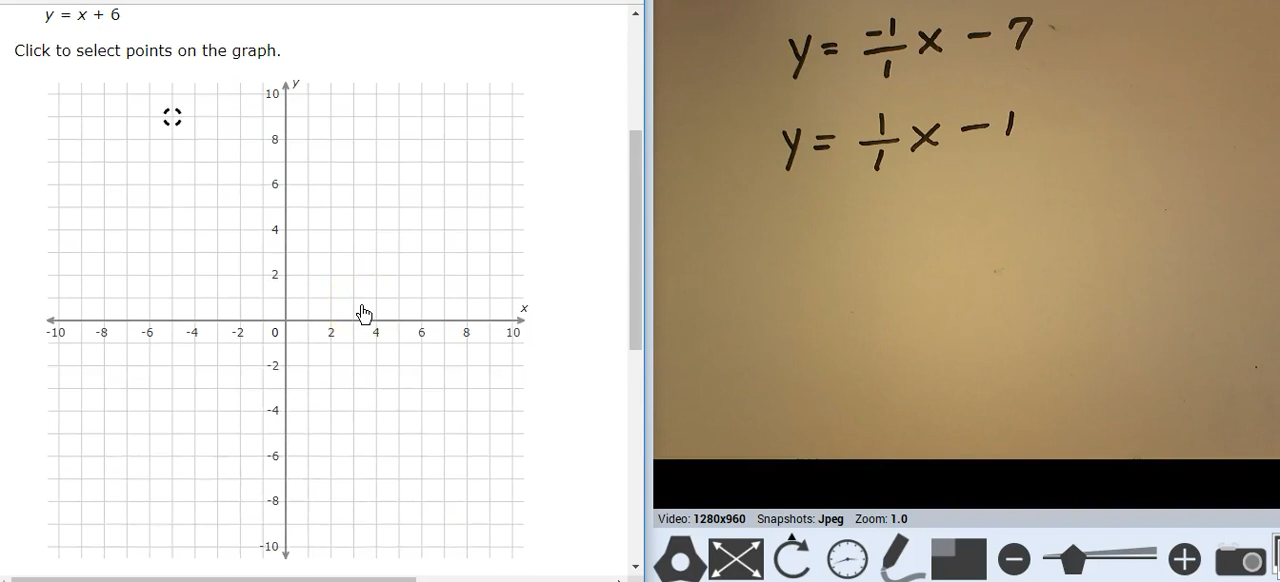 y = x + 6
Click to select points on the graph.
y
10
8
6
4
2
x
-10 -8 -6 -4 -2 0 2 4 6 8 10
-2
-4
-6
-8
-10
y = -1/1 x - 7
y = 1/1 x - 1
Video: 1280x960 Snapshots: Jpeg Zoom: 1.0